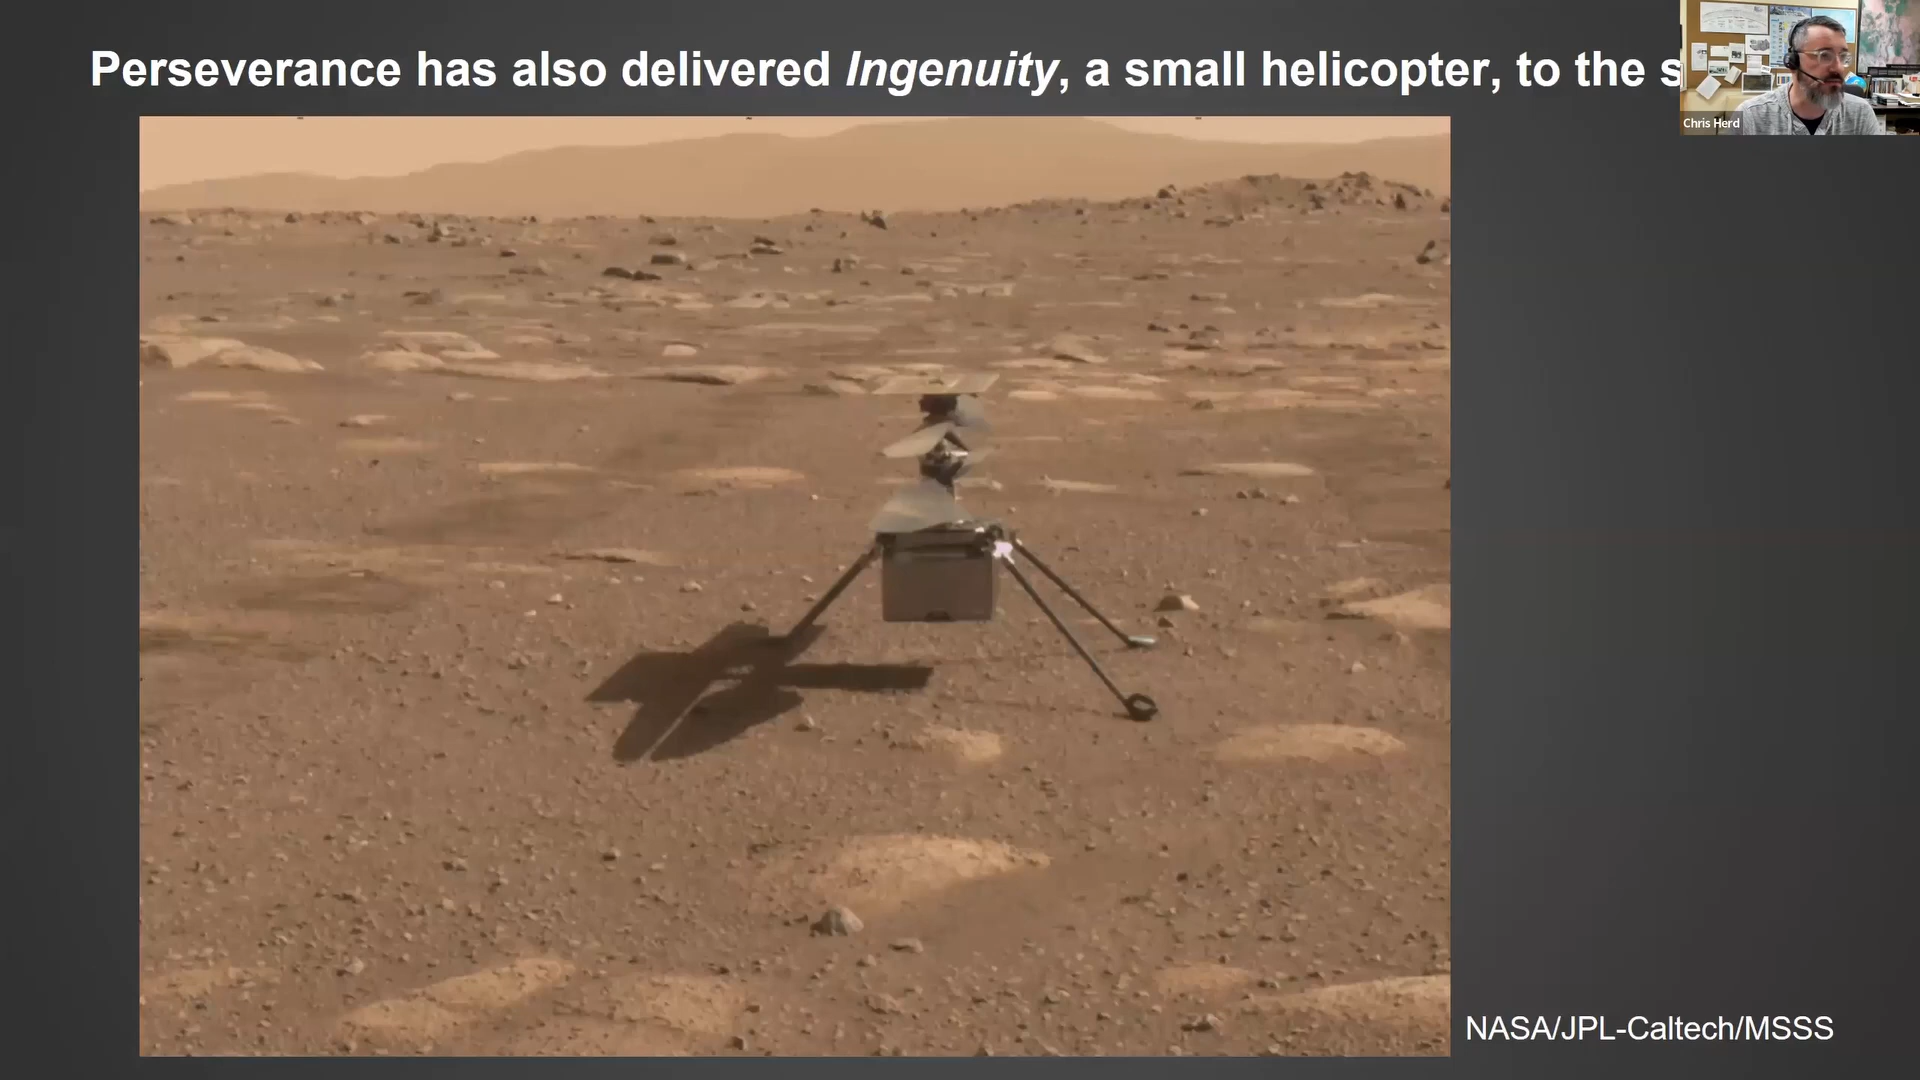 Perseverance has also delivered Ingenuity, a small helicopter, to the s
Chris Herd
NASA/JPL-Caltech/MSSS